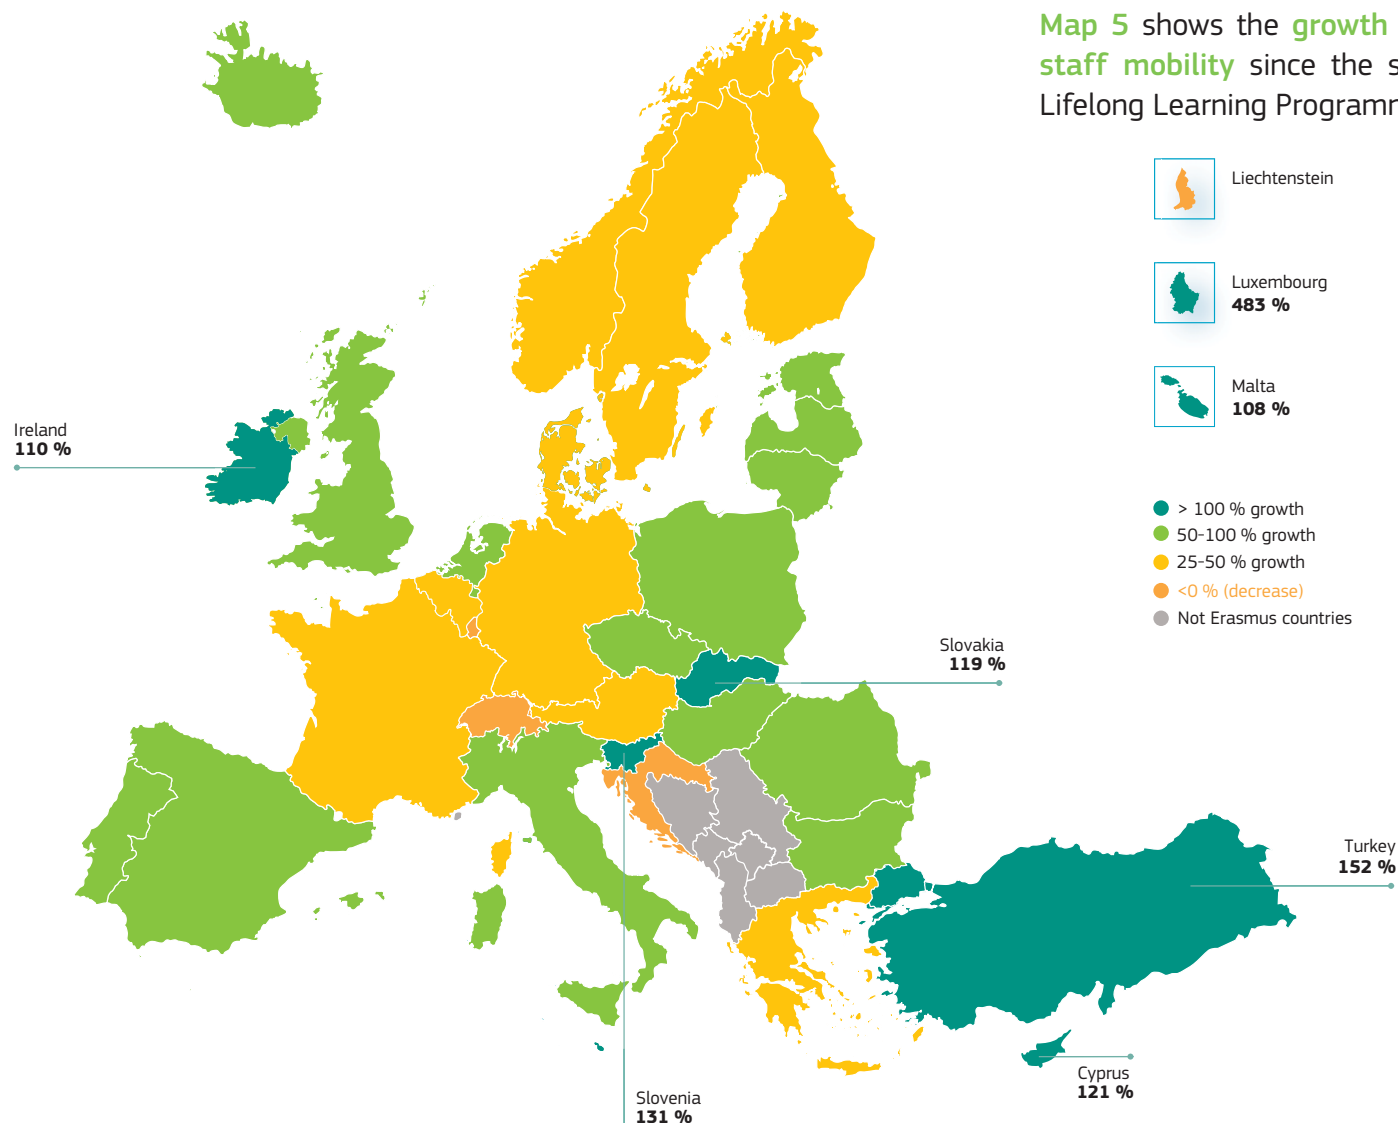 Map 5 shows the growth
staff mobility since the s
Lifelong Learning Programm
Liechtenstein
Luxembourg
483 %
Malta
108 %
Ireland
110 %
> 100 % growth
50-100 % growth
25-50 % growth
<0 % (decrease)
Not Erasmus countries
Slovakia
119 %
Turkey
152 %
Cyprus
121 %
Slovenia
131 %